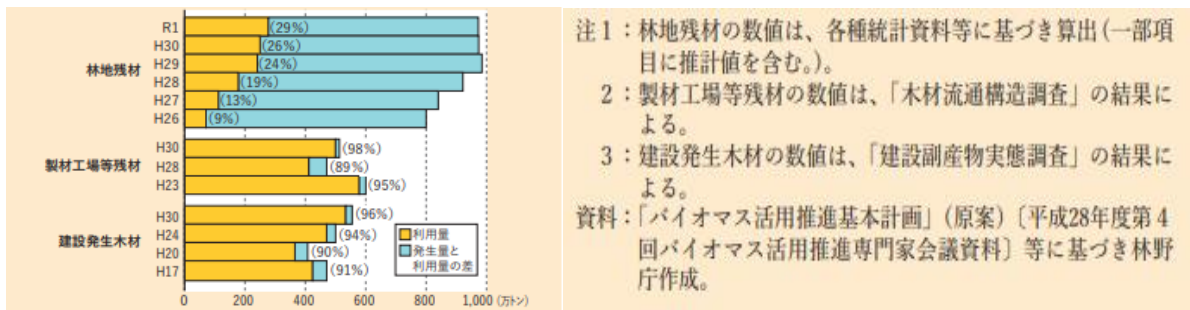 林地残材
R1 (29%)
H30 (26%)
H29 (24%)
H28 (19%)
H27 (13%)
H26 (9%)
製材工場等残材
H30 (98%)
H28 (89%)
H23 (95%)
建設発生木材
H30 (96%)
H24 (94%)
H20 (90%)
H17 (91%)
利用量
発生量と
利用量の差
0 200 400 600 800 1,000 (万トン)
注1:林地残材の数値は、各種統計資料等に基づき算出(一部項
目に推計値を含む。)。
2:製材工場等残材の数値は、「木材流通構造調査」の結果に
よる。
3:建設発生木材の数値は、「建設副産物実態調査」の結果に
よる。
資料:「バイオマス活用推進基本計画」(原案)〔平成28年度第4
回バイオマス活用推進専門家会議資料〕等に基づき林野
庁作成。